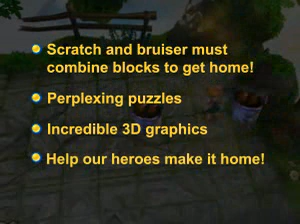 Scratch and bruiser must
combine blocks to get home!
Perplexing puzzles
Incredible 3D graphics
Help our heroes make it home!